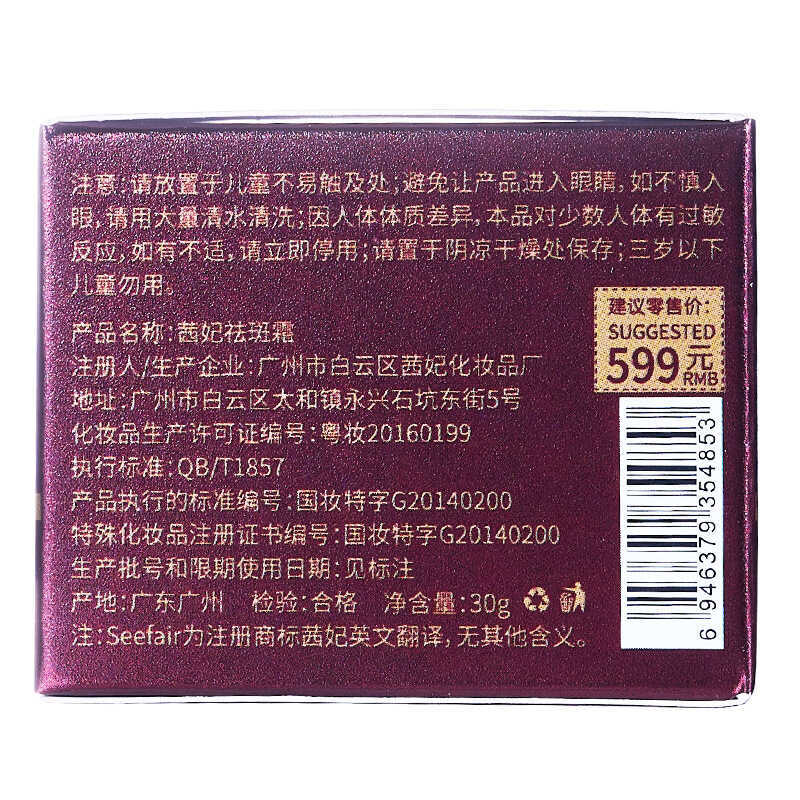 注意:请放置于儿童不易触及处;避免让产品进入眼睛,如不慎入
眼,请用大量清水清洗;因人体体质差异,本品对少数人体有过敏
反应,如有不适,请立即停用;请置于阴凉干燥处保存;三岁以下
儿童勿用。
建议零售价:
SUGGESTED
599元
RMB
产品名称:茜妃祛斑霜
注册人/生产企业:广州市白云区茜妃化妆品厂
地址:广州市白云区太和镇永兴石坑东街5号
化妆品生产许可证编号:粤妆20160199
执行标准:QB/T1857
产品执行的标准编号:国妆特字G20140200
特殊化妆品注册证书编号:国妆特字G20140200
生产批号和限期使用日期:见标注
产地:广东广州 检验:合格 净含量:30g
注:Seefair为注册商标茜妃英文翻译,无其他含义。
6 946379 354853